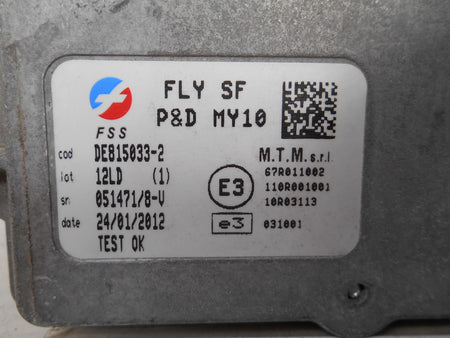 FLY SF
P&D MY10
FSS
cod DE815033-2
lot 12LD (1)
sn 051471/8-V
date 24/01/2012
TEST OK
M.T.M. s.r.l.
67R011002
110R001001
10R03113
E3
e3 031001